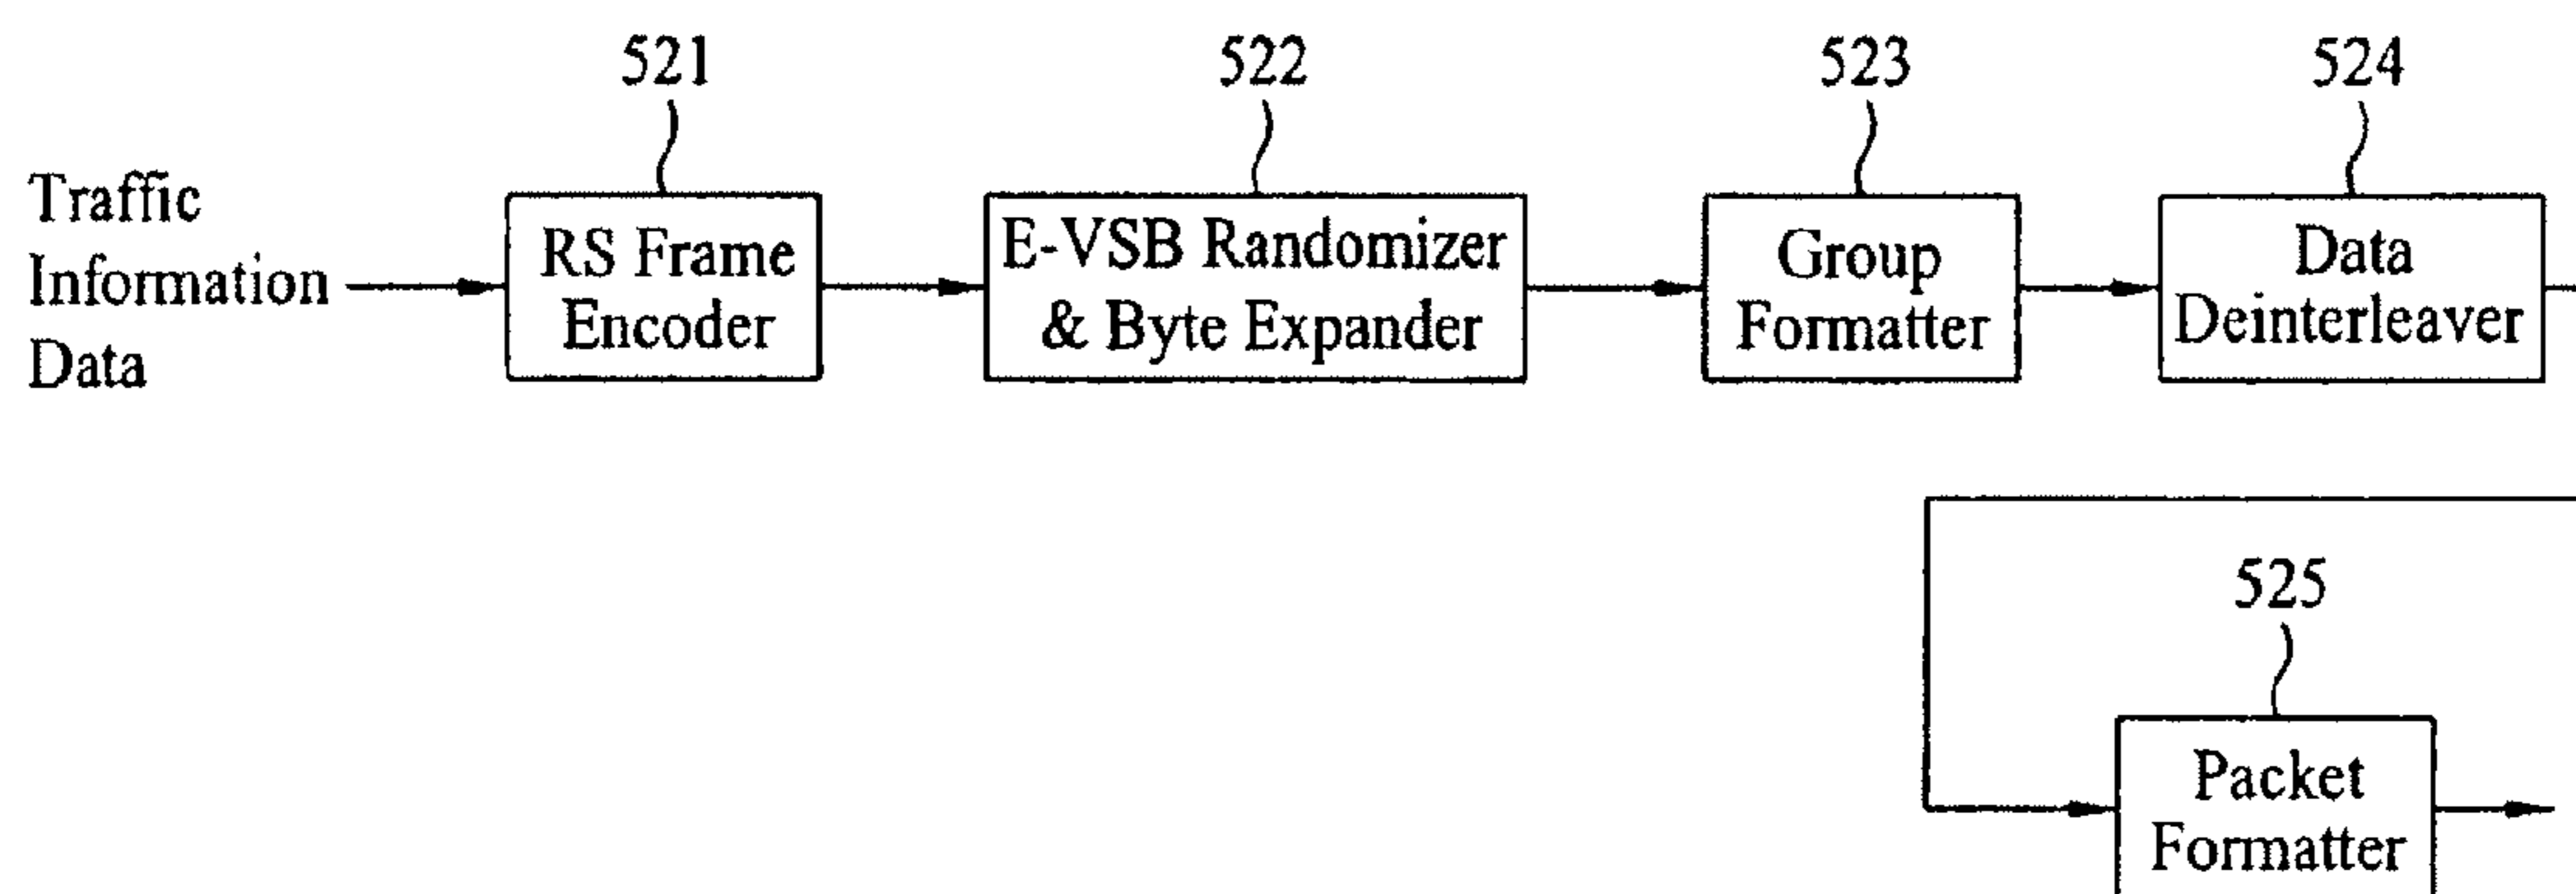 521
522
523
524
Traffic
Information
Data
RS Frame
Encoder
E-VSB Randomizer
& Byte Expander
Group
Formatter
Data
Deinterleaver
525
Packet
Formatter